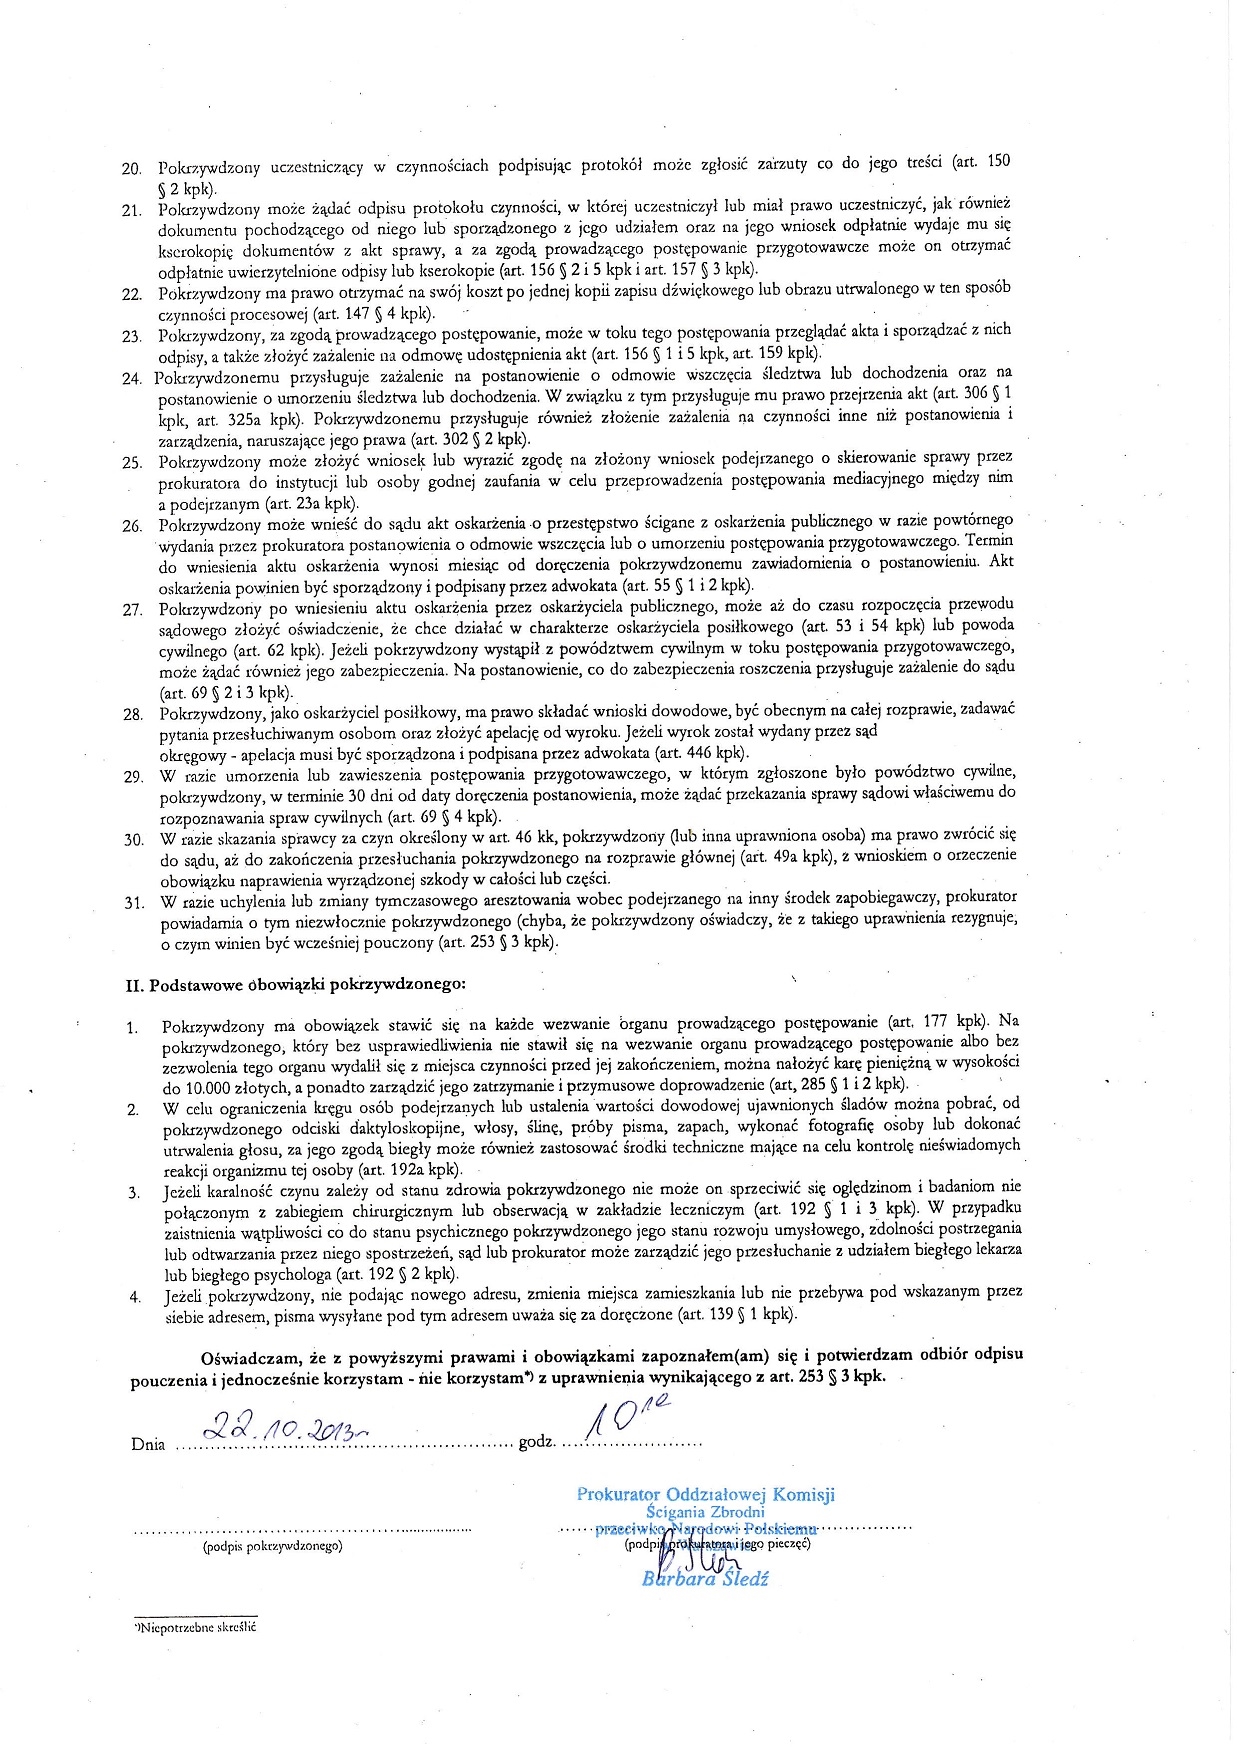 20. Pokrzywdzony uczestniczący w czynnościach podpisując protokół może zgłosić zarzuty co do jego treści (art. 150
§ 2 kpk).
21. Pokrzywdzony może żądać odpisu protokołu czynności, w której uczestniczył lub miał prawo uczestniczyć, jak również
dokumentu pochodzącego od niego lub sporządzonego z jego udziałem oraz na jego wniosek odpłatnie wydaje mu się
kserokopię dokumentów z akt sprawy, a za zgodą prowadzącego postępowanie przygotowawcze może on otrzymać
odpłatnie uwierzytelnione odpisy lub kserokopie (art. 156 § 2 i 5 kpk i art. 157 § 3 kpk).
22. Pokrzywdzony ma prawo otrzymać na swój koszt po jednej kopii zapisu dźwiękowego lub obrazu utrwalonego w ten sposób
czynności procesowej (art. 147 § 4 kpk).
23. Pokrzywdzony, za zgodą prowadzącego postępowanie, może w toku tego postępowania przeglądać akta i sporządzać z nich
odpisy, a także złożyć zażalenie na odmowę udostępnienia akt (art. 156 § 1 i 5 kpk, art. 159 kpk).
24. Pokrzywdzonemu przysługuje zażalenie na postanowienie o odmowie wszczęcia śledztwa lub dochodzenia oraz na
postanowienie o umorzeniu śledztwa lub dochodzenia. W związku z tym przysługuje mu prawo przejrzenia akt (art. 306 § 1
kpk, art. 325a kpk). Pokrzywdzonemu przysługuje również złożenie zażalenia na czynności inne niż postanowienia i
zarządzenia, naruszające jego prawa (art. 302 § 2 kpk).
25. Pokrzywdzony może złożyć wniosek lub wyrazić zgodę na złożony wniosek podejrzanego o skierowanie sprawy przez
prokuratora do instytucji lub osoby godnej zaufania w celu przeprowadzenia postępowania mediacyjnego między nim
a podejrzanym (art. 23a kpk).
26. Pokrzywdzony może wnieść do sądu akt oskarżenia o przestępstwo ścigane z oskarżenia publicznego w razie powtórnego
wydania przez prokuratora postanowienia o odmowie wszczęcia lub o umorzeniu postępowania przygotowawczego. Termin
do wniesienia aktu oskarżenia wynosi miesiąc od doręczenia pokrzywdzonemu zawiadomienia o postanowieniu. Akt
oskarżenia powinien być sporządzony i podpisany przez adwokata (art. 55 § 1 i 2 kpk).
27. Pokrzywdzony po wniesieniu aktu oskarżenia przez oskarżyciela publicznego, może aż do czasu rozpoczęcia przewodu
sądowego złożyć oświadczenie, że chce działać w charakterze oskarżyciela posiłkowego (art. 53 i 54 kpk) lub powoda
cywilnego (art. 62 kpk). Jeżeli pokrzywdzony wystąpił z powództwem cywilnym w toku postępowania przygotowawczego,
może żądać również jego zabezpieczenia. Na postanowienie, co do zabezpieczenia roszczenia przysługuje zażalenie do sądu
(art. 69 § 2 i 3 kpk).
28. Pokrzywdzony, jako oskarżyciel posiłkowy, ma prawo składać wnioski dowodowe, być obecnym na całej rozprawie, zadawać
pytania przesłuchiwanym osobom oraz złożyć apelację od wyroku. Jeżeli wyrok został wydany przez sąd
okręgowy - apelacja musi być sporządzona i podpisana przez adwokata (art. 446 kpk).
29. W razie umorzenia lub zawieszenia postępowania przygotowawczego, w którym zgłoszone było powództwo cywilne,
pokrzywdzony, w terminie 30 dni od daty doręczenia postanowienia, może żądać przekazania sprawy sądowi właściwemu do
rozpoznawania spraw cywilnych (art. 69 § 4 kpk).
30. W razie skazania sprawcy za czyn określony w art. 46 kk, pokrzywdzony (lub inna uprawniona osoba) ma prawo zwrócić się
do sądu, aż do zakończenia przesłuchania pokrzywdzonego na rozprawie głównej (art. 49a kpk), z wnioskiem o orzeczenie
obowiązku naprawienia wyrządzonej szkody w całości lub części.
31. W razie uchylenia lub zmiany tymczasowego aresztowania wobec podejrzanego na inny środek zapobiegawczy, prokurator
powiadamia o tym niezwłocznie pokrzywdzonego (chyba, że pokrzywdzony oświadczy, że z takiego uprawnienia rezygnuje,
o czym winien być wcześniej pouczony (art. 253 § 3 kpk).
II. Podstawowe obowiązki pokrzywdzonego:
1. Pokrzywdzony ma obowiązek stawić się na każde wezwanie organu prowadzącego postępowanie (art. 177 kpk). Na
pokrzywdzonego, który bez usprawiedliwienia nie stawił się na wezwanie organu prowadzącego postępowanie albo bez
zezwolenia tego organu wydalił się z miejsca czynności przed jej zakończeniem, można nałożyć karę pieniężną w wysokości
do 10.000 złotych, a ponadto zarządzić jego zatrzymanie i przymusowe doprowadzenie (art, 285 § 1 i 2 kpk).
2. W celu ograniczenia kręgu osób podejrzanych lub ustalenia wartości dowodowej ujawnionych śladów można pobrać, od
pokrzywdzonego odciski daktyloskopijne, włosy, ślinę, próby pisma, zapach, wykonać fotografię osoby lub dokonać
utrwalenia głosu, za jego zgodą biegły może również zastosować środki techniczne mające na celu kontrolę nieświadomych
reakcji organizmu tej osoby (art. 192a kpk).
3. Jeżeli karalność czynu zależy od stanu zdrowia pokrzywdzonego nie może on sprzeciwić się oględzinom i badaniom nie
połączonym z zabiegiem chirurgicznym lub obserwacją w zakładzie leczniczym (art. 192 § 1 i 3 kpk). W przypadku
zaistnienia wątpliwości co do stanu psychicznego pokrzywdzonego jego stanu rozwoju umysłowego, zdolności postrzegania
lub odtwarzania przez niego spostrzeżeń, sąd lub prokurator może zarządzić jego przesłuchanie z udziałem biegłego lekarza
lub biegłego psychologa (art. 192 § 2 kpk).
4. Jeżeli pokrzywdzony, nie podając nowego adresu, zmienia miejsca zamieszkania lub nie przebywa pod wskazanym przez
siebie adresem, pisma wysyłane pod tym adresem uważa się za doręczone (art. 139 § 1 kpk).
Oświadczam, że z powyższymi prawami i obowiązkami zapoznałem(am) się i potwierdzam odbiór odpisu
pouczenia i jednocześnie korzystam - nie korzystam*) z uprawnienia wynikającego z art. 253 § 3 kpk.
Dnia 22.10.2013r godz. 10¹⁰
Prokurator Oddziałowej Komisji
Ścigania Zbrodni
przeciwko Narodowi Polskiemu
(podpis pokrzywdzonego) (podpis prokuratora i jego pieczęć)
Barbara Śledź
*)Niepotrzebne skreślić